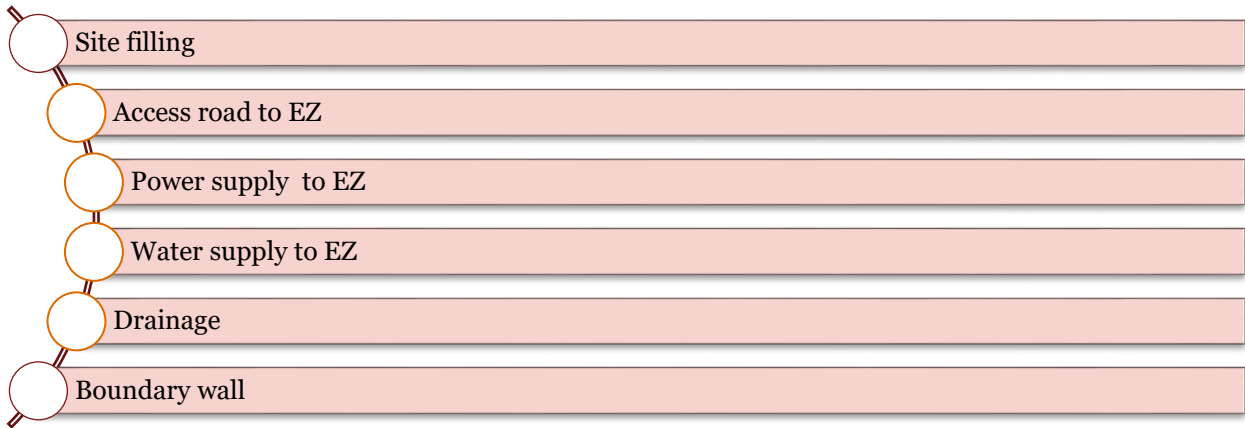 Site filling
Access road to EZ
Power supply  to EZ
Water supply to EZ
Drainage
Boundary wall